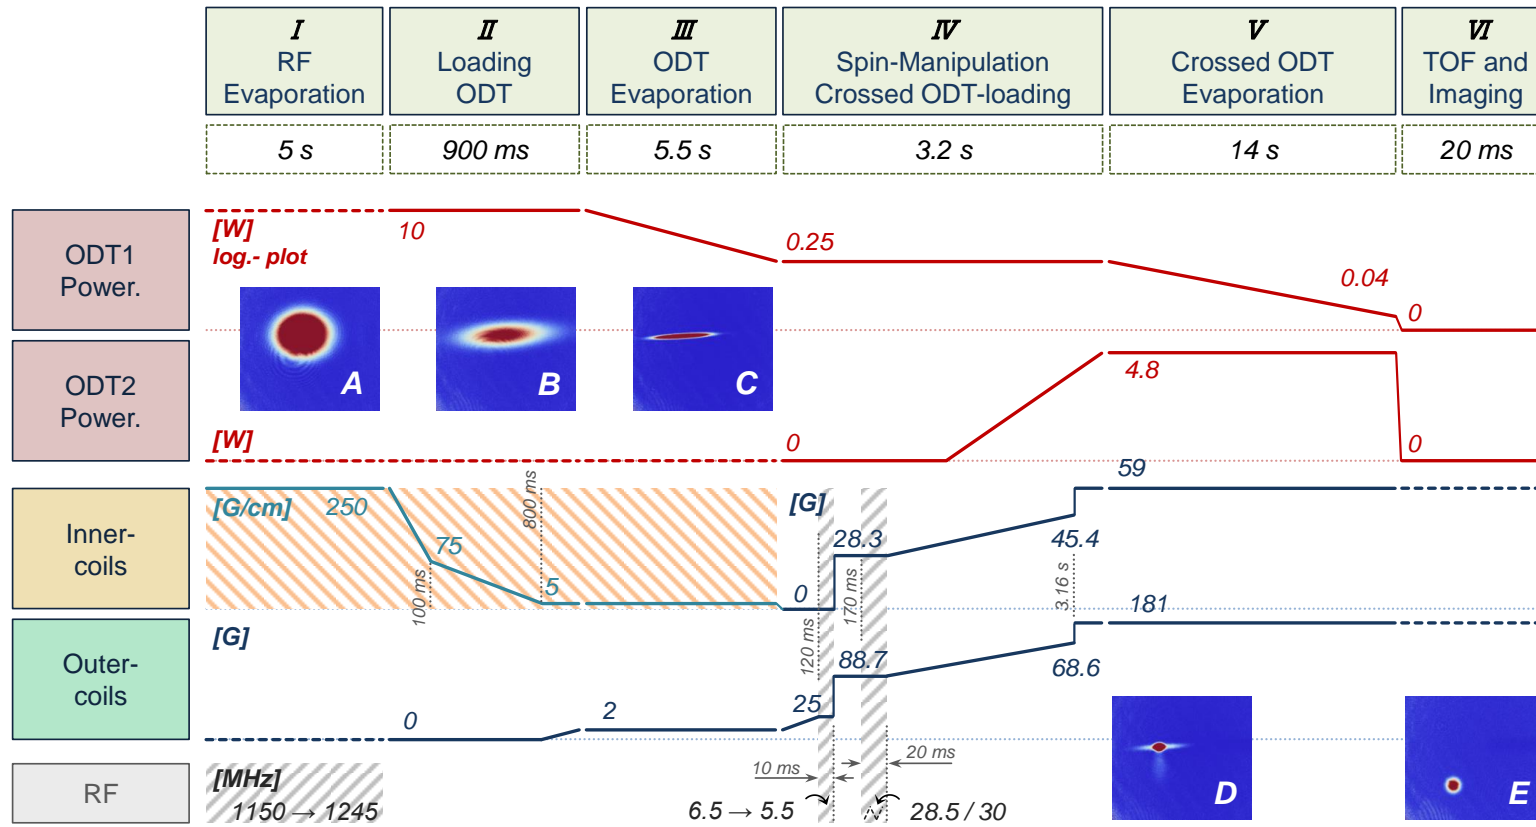 I
RF
Evaporation
II
Loading
ODT
III
ODT
Evaporation
IV
Spin-Manipulation
Crossed ODT-loading
V
Crossed ODT
Evaporation
VI
TOF and
Imaging
5 s
900 ms
5.5 s
3.2 s
14 s
20 ms
ODT1
Power.
[W]
log.- plot
10
0.25
0.04
0
A
B
C
ODT2
Power.
[W]
0
4.8
0
Inner-
coils
[G/cm]
250
75
100 ms
800 ms
5
[G]
0
28.3
170 ms
45.4
3.16 s
59
Outer-
coils
[G]
0
2
25
120 ms
88.7
68.6
181
D
E
RF
[MHz]
1150 → 1245
10 ms
20 ms
6.5 → 5.5
28.5 / 30